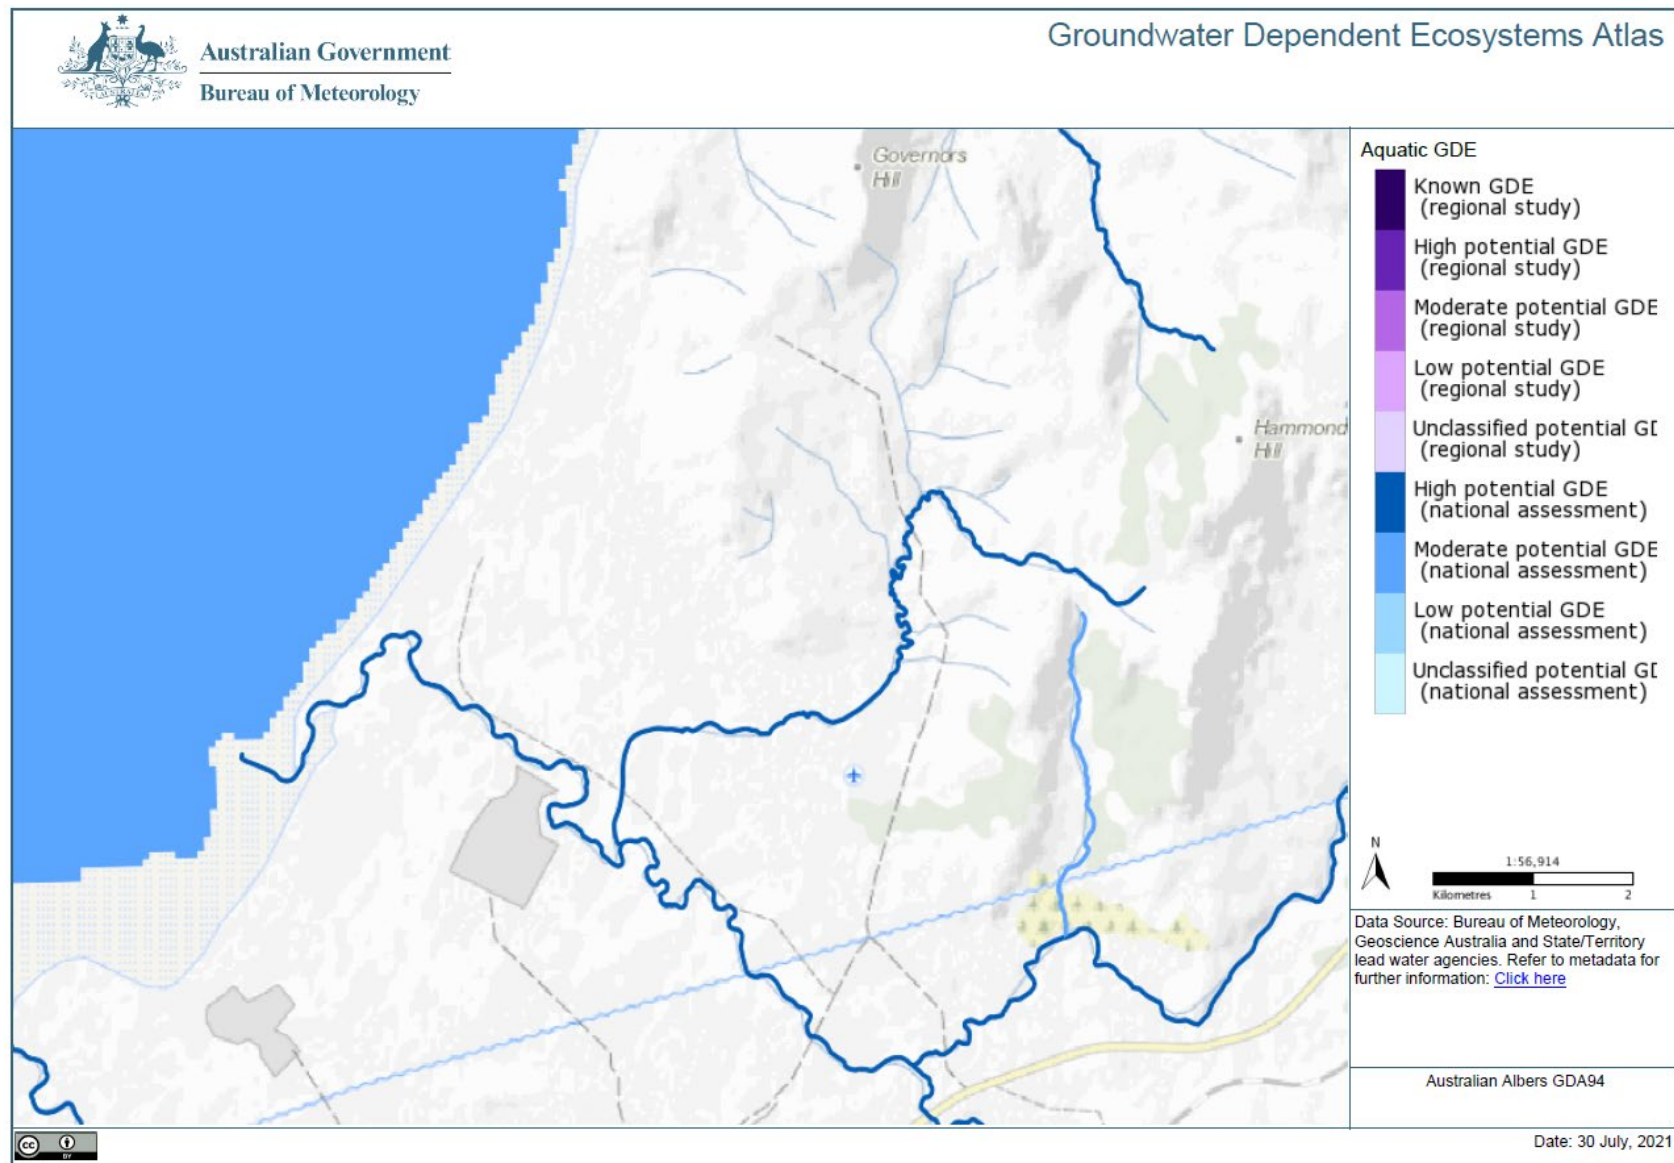 Australian Government
Bureau of Meteorology
Groundwater Dependent Ecosystems Atlas
Governors
Hill
Hammond
Hill
Aquatic GDE
Known GDE
(regional study)
High potential GDE
(regional study)
Moderate potential GDE
(regional study)
Low potential GDE
(regional study)
Unclassified potential GE
(regional study)
High potential GDE
(national assessment)
Moderate potential GDE
(national assessment)
Low potential GDE
(national assessment)
Unclassified potential GE
(national assessment)
N
1:56,914
Kilometres 1 2
Data Source: Bureau of Meteorology,
Geoscience Australia and State/Territory
lead water agencies. Refer to metadata for
further information: Click here
Australian Albers GDA94
cc
BY
Date: 30 July, 2021